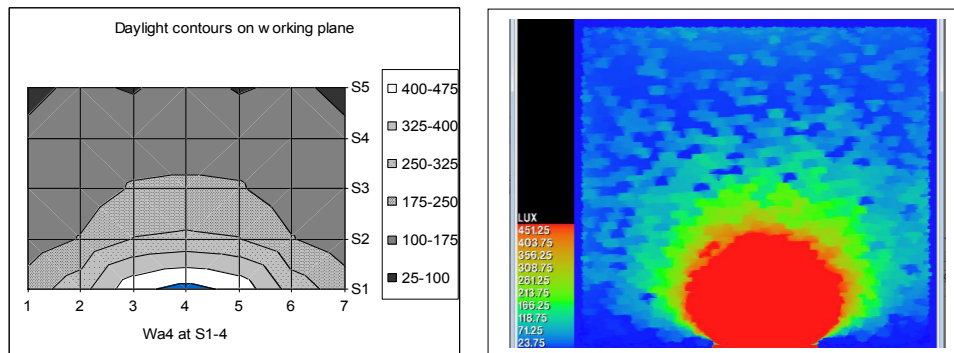 Daylight contours on working plane
S5
S4
S3
S2
S1
1 2 3 4 5 6 7
Wa4 at S1-4
400-475
325-400
250-325
175-250
100-175
25-100
LUX
451.25
403.75
356.25
308.75
261.25
213.75
166.25
118.75
71.25
23.75